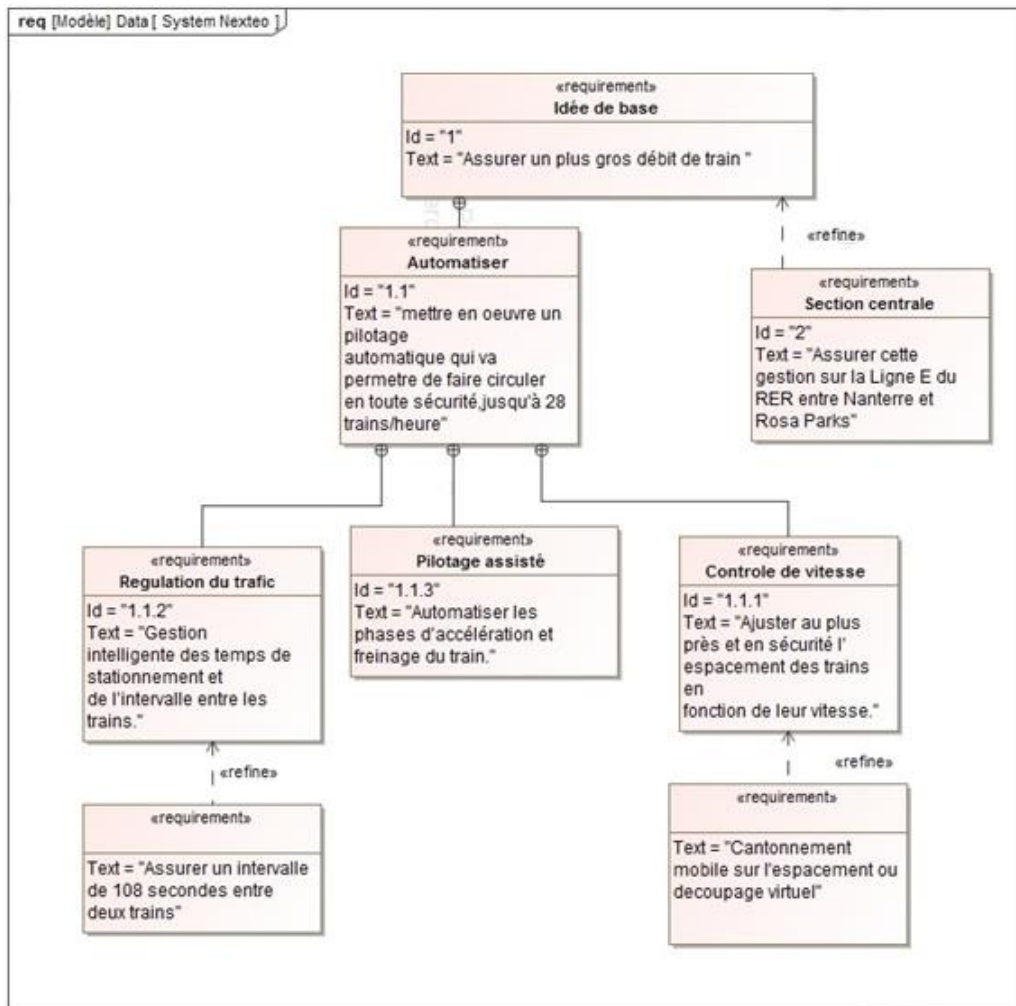 req [Modèle] Data [ System Nexteo ]
«requirement»
Idée de base
Id = "1"
Text = "Assurer un plus gros débit de train "
«requirement»
Automatiser
Id = "1.1"
Text = "mettre en oeuvre un
pilotage
automatique qui va
permetre de faire circuler
en toute sécurité,jusqu'à 28
trains/heure"
«refine»
«requirement»
Section centrale
Id = "2"
Text = "Assurer cette
gestion sur la Ligne E du
RER entre Nanterre et
Rosa Parks"
«requirement»
Regulation du trafic
Id = "1.1.2"
Text = "Gestion
intelligente des temps de
stationnement et
de l'intervalle entre les
trains."
«requirement»
Pilotage assisté
Id = "1.1.3"
Text = "Automatiser les
phases d'accélération et
freinage du train."
«requirement»
Controle de vitesse
Id = "1.1.1"
Text = "Ajuster au plus
près et en sécurité l'
espacement des trains
en
fonction de leur vitesse."
«refine»
«requirement»
Text = "Assurer un intervalle
de 108 secondes entre
deux trains"
«refine»
«requirement»
Text = "Cantonnement
mobile sur l'espacement ou
decoupage virtuel"